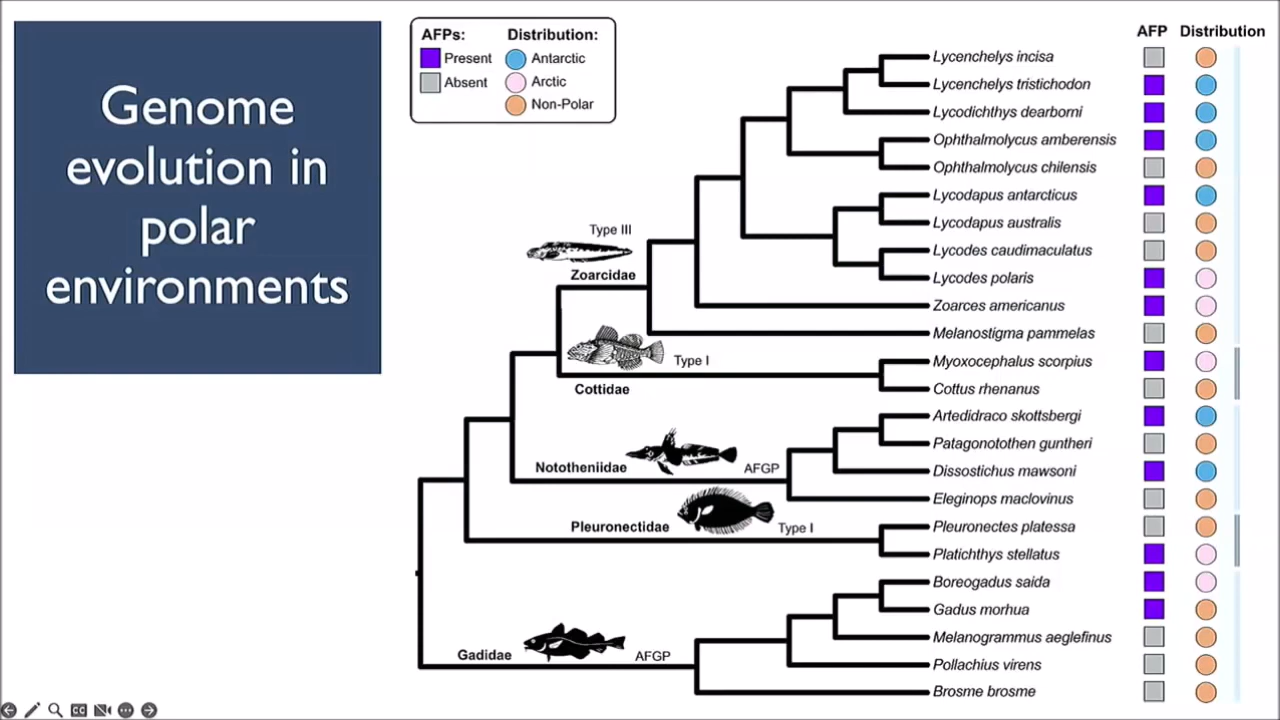 Genome
evolution in
polar
environments
AFPs:
Present
Absent
Distribution:
Antarctic
Arctic
Non-Polar
AFP Distribution
Lycenchelys incisa
Lycenchelys tristichodon
Lycodichthys dearborni
Ophthalmolycus amberensis
Ophthalmolycus chilensis
Lycodapus antarcticus
Lycodapus australis
Lycodes caudimaculatus
Lycodes polaris
Zoarces americanus
Melanostigma pammelas
Myoxocephalus scorpius
Cottus rhenanus
Artedidraco skottsbergi
Patagonotothen guntheri
Dissostichus mawsoni
Eleginops maclovinus
Pleuronectes platessa
Platichthys stellatus
Boreogadus saida
Gadus morhua
Melanogrammus aeglefinus
Pollachius virens
Brosme brosme
Type III
Zoarcidae
Type I
Cottidae
Nototheniidae
AFGP
Pleuronectidae
Type I
Gadidae
AFGP
CC